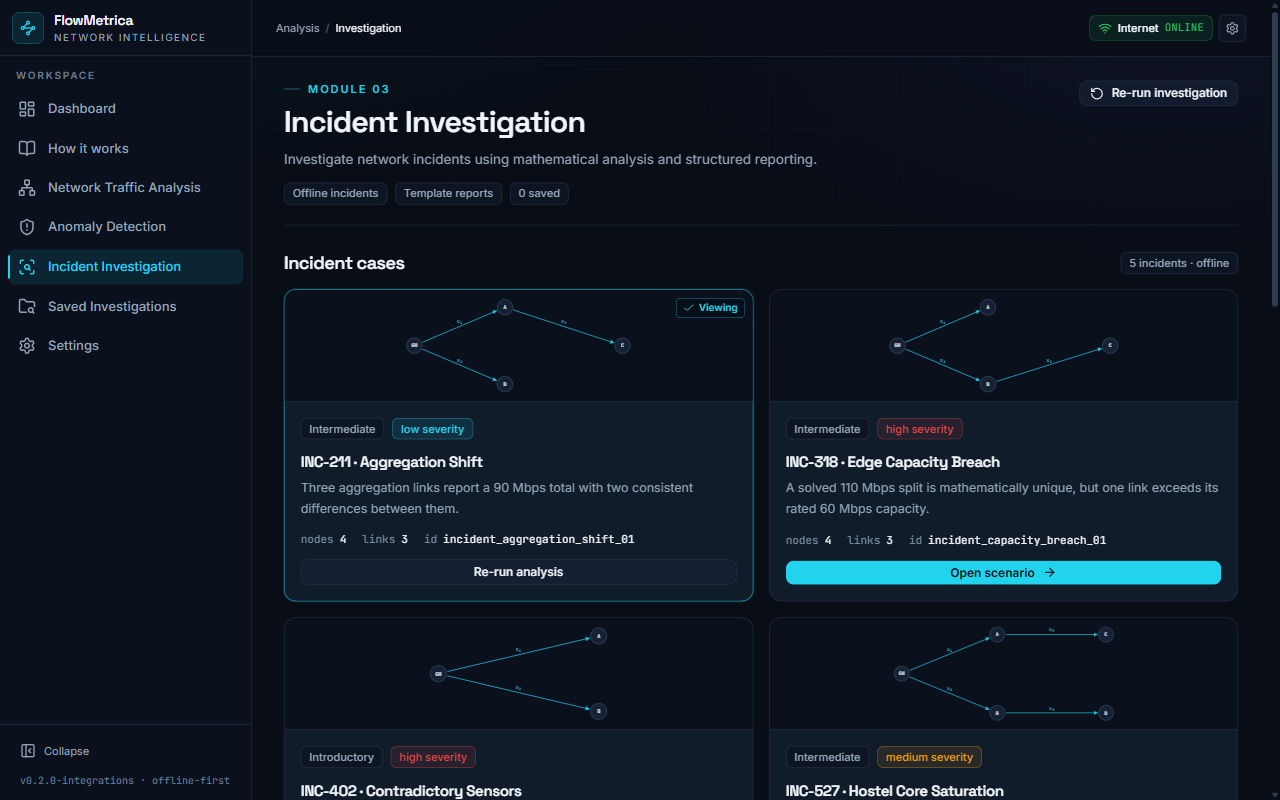 FlowMetrica
NETWORK INTELLIGENCE
WORKSPACE
Dashboard
How it works
Network Traffic Analysis
Anomaly Detection
Incident Investigation
Saved Investigations
Settings
Collapse
v0.2.0-integrations · offline-first
Analysis / Investigation
Internet ONLINE
MODULE 03
Re-run investigation
Incident Investigation
Investigate network incidents using mathematical analysis and structured reporting.
Offline incidents
Template reports
0 saved
Incident cases
5 incidents · offline
Viewing
A
C
B
Intermediate
low severity
INC-211 · Aggregation Shift
Three aggregation links report a 90 Mbps total with two consistent
differences between them.
nodes 4 links 3 id incident_aggregation_shift_01
Re-run analysis
A
C
B
Intermediate
high severity
INC-318 · Edge Capacity Breach
A solved 110 Mbps split is mathematically unique, but one link exceeds its
rated 60 Mbps capacity.
nodes 4 links 3 id incident_capacity_breach_01
Open scenario →
A
B
Introductory
high severity
INC-402 · Contradictory Sensors
A
C
Intermediate
medium severity
INC-527 · Hostel Core Saturation